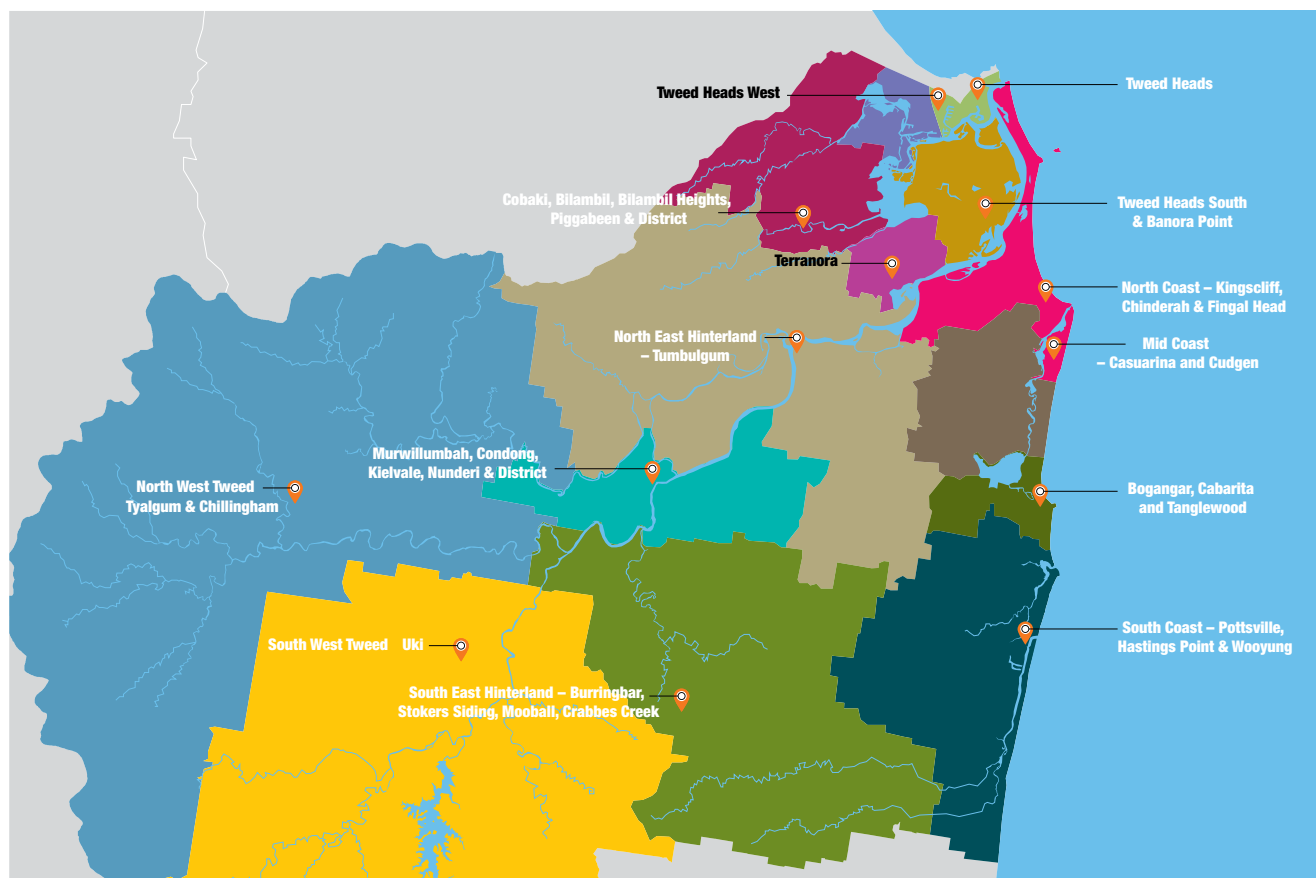 Tweed Heads West
Tweed Heads
Cobaki, Bilambil, Bilambil Heights,
Piggabeen & District
Tweed Heads South
& Banora Point
Terranora
North Coast – Kingscliff,
Chinderah & Fingal Head
North East Hinterland
– Tumbulgum
Mid Coast
– Casuarina and Cudgen
Murwillumbah, Condong,
Kielvale, Nunderi & District
North West Tweed
Tyalgum & Chillingham
Bogangar, Cabarita
and Tanglewood
South West Tweed Uki
South Coast – Pottsville,
Hastings Point & Wooyung
South East Hinterland – Burringbar,
Stokers Siding, Mooball, Crabbes Creek